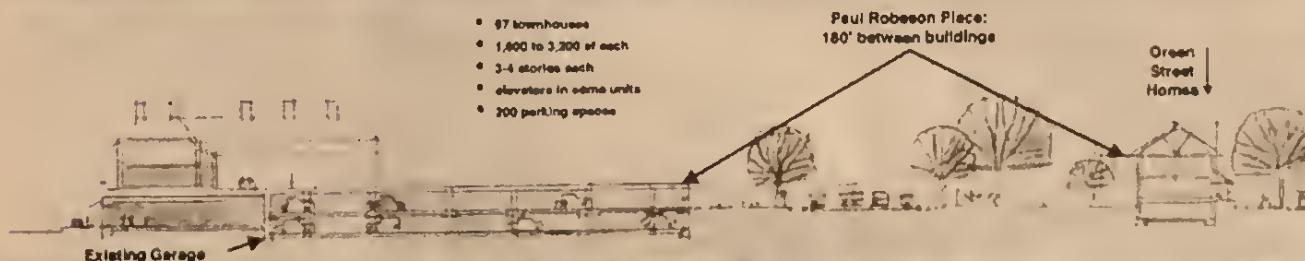 • townhouses
• 1,600 to 3,200 sf each
• 3-4 stories each
• elevators in some units
• 200 parking spaces
Paul Robeson Place:
180' between buildings
Green
Street
Homes
Existing Garage